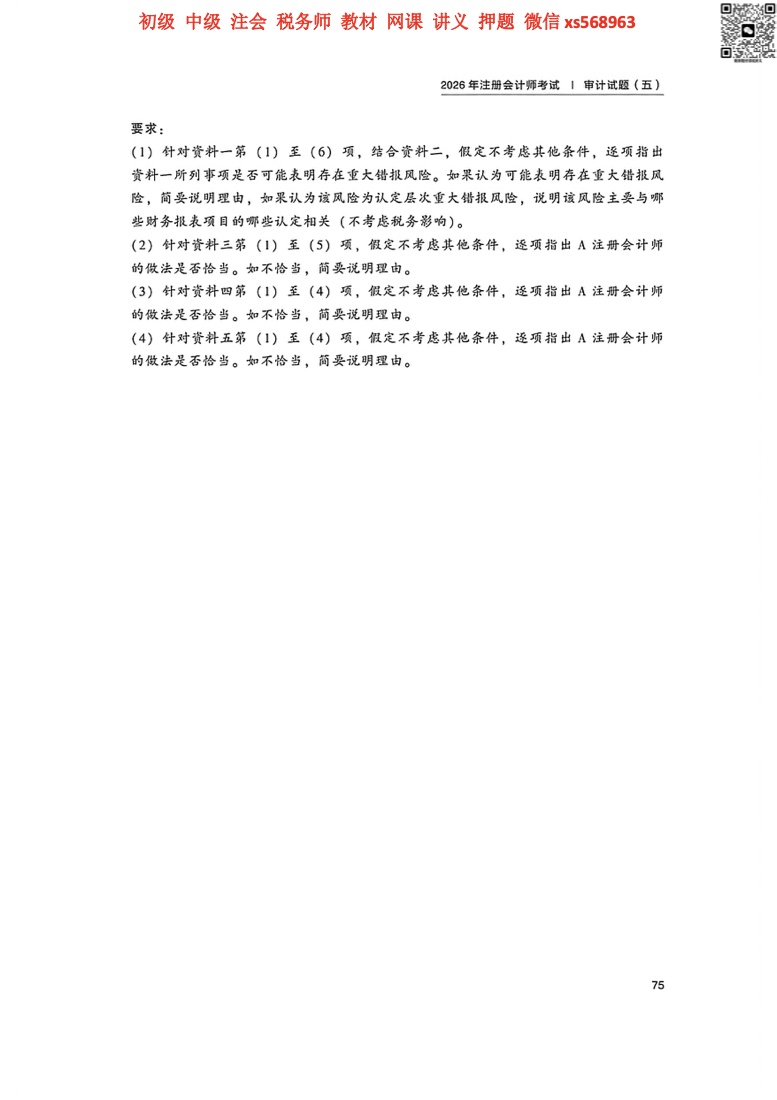 初级 中级 注会 税务师 教材 网课 讲义 押题 微信 xs568963
2026 年注册会计师考试 | 审计试题（五）
要求：
(1) 针对资料一第（1）至（6）项，结合资料二，假定不考虑其他条件，逐项指出
资料一所列事项是否可能表明存在重大错报风险。如果认为可能表明存在重大错报风
险，简要说明理由，如果认为该风险为认定层次重大错报风险，说明该风险主要与哪
些财务报表项目的哪些认定相关（不考虑税务影响）。
(2) 针对资料三第（1）至（5）项，假定不考虑其他条件，逐项指出 A 注册会计师
的做法是否恰当。如不恰当，简要说明理由。
(3) 针对资料四第（1）至（4）项，假定不考虑其他条件，逐项指出 A 注册会计师
的做法是否恰当。如不恰当，简要说明理由。
(4) 针对资料五第（1）至（4）项，假定不考虑其他条件，逐项指出 A 注册会计师
的做法是否恰当。如不恰当，简要说明理由。
75